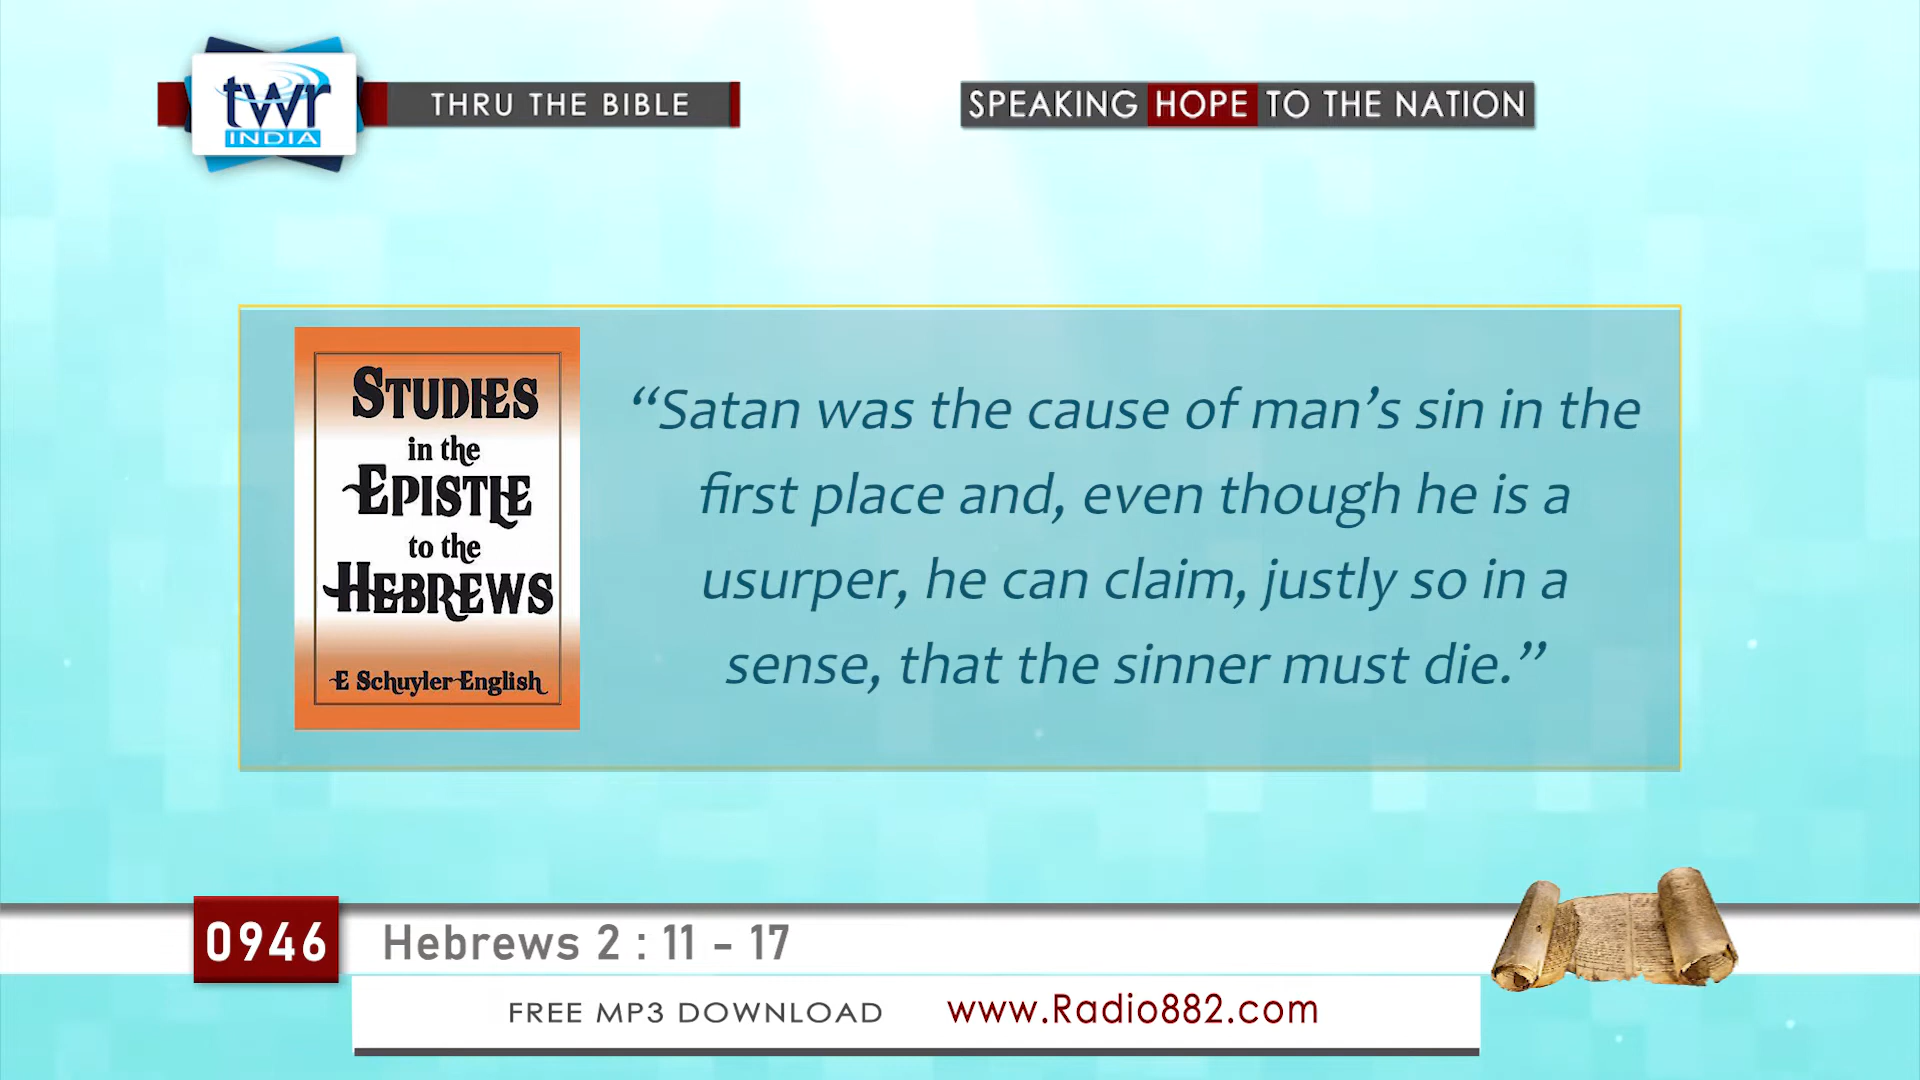 twr
INDIA
THRU THE BIBLE
SPEAKING HOPE TO THE NATION
STUDIES
in the
EPISTLE
to the
HEBREWS
E Schuyler English
“Satan was the cause of man’s sin in the
first place and, even though he is a
usurper, he can claim, justly so in a
sense, that the sinner must die.”
0946
Hebrews 2 : 11 - 17
FREE MP3 DOWNLOAD www.Radio882.com